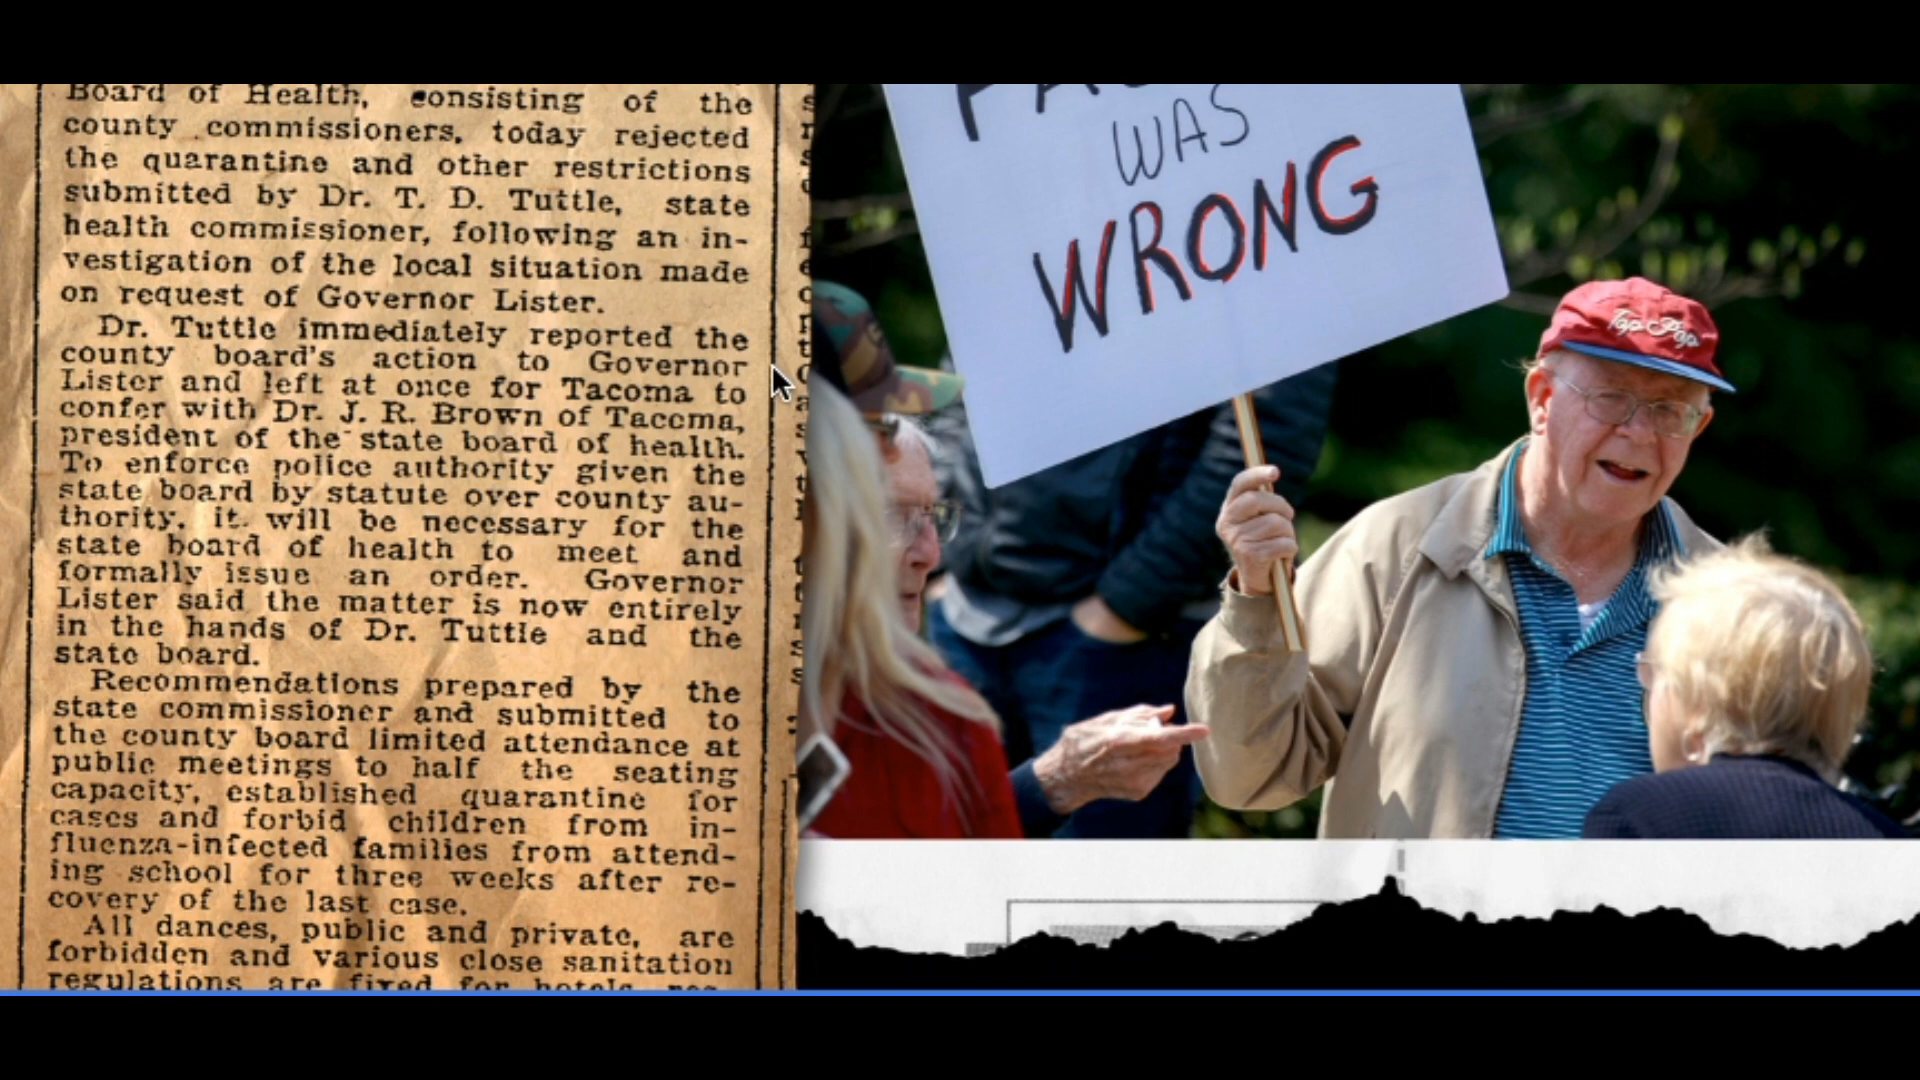 Board of Health, consisting of the
county commissioners, today rejected
the quarantine and other restrictions
submitted by Dr. T. D. Tuttle, state
health commissioner, following an in-
vestigation of the local situation made
on request of Governor Lister.
Dr. Tuttle immediately reported the
county board's action to Governor
Lister and left at once for Tacoma to
confer with Dr. J. R. Brown of Tacoma,
president of the state board of health.
To enforce police authority given the
state board by statute over county au-
thority, it will be necessary for the
state board of health to meet and
formally issue an order. Governor
Lister said the matter is now entirely
in the hands of Dr. Tuttle and the
state board.
Recommendations prepared by the
state commissioner and submitted to
the county board limited attendance at
public meetings to half the seating
capacity, established quarantine for
cases and forbid children from in-
fluenza-infected families from attend-
ing school for three weeks after re-
covery of the last case.
All dances, public and private, are
forbidden and various close sanitation
regulations are fixed for hotels,
WAS
WRONG
Top Pop